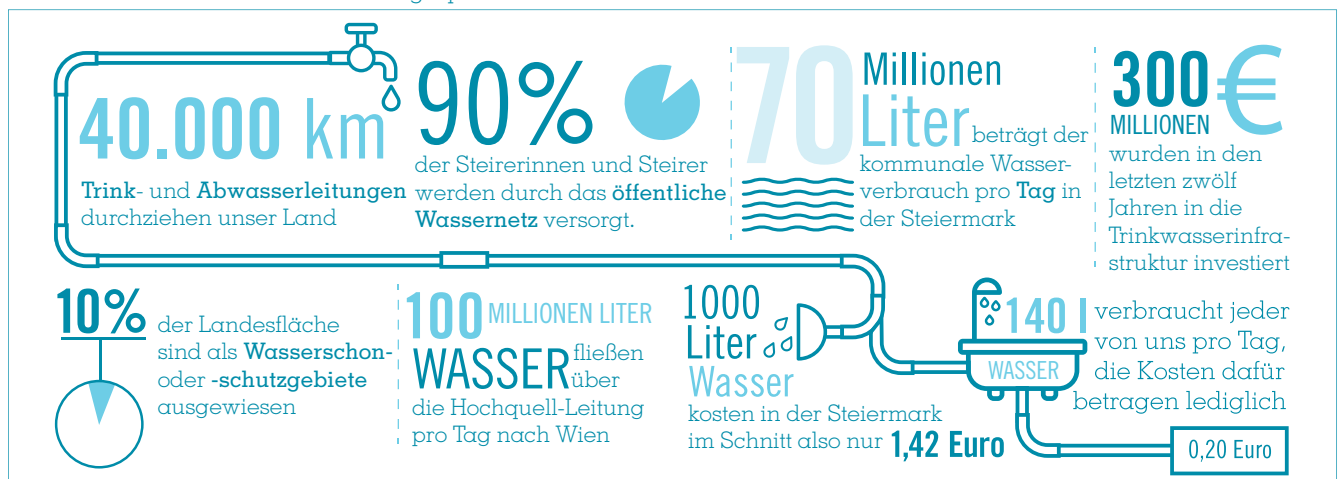 40.000 km
Trink- und Abwasserleitungen
durchziehen unser Land
90%
der Steirerinnen und Steirer
werden durch das öffentliche
Wassernetz versorgt.
70 Millionen
Liter beträgt der
kommunale Wasser-
verbrauch pro Tag in
der Steiermark
300 €
MILLIONEN
wurden in den
letzten zwölf
Jahren in die
Trinkwasserinfra-
struktur investiert
10%
der Landesfläche
sind als Wasserschon-
oder -schutzgebiete
ausgewiesen
100 MILLIONEN LITER
WASSER fließen
über
die Hochquell-Leitung
pro Tag nach Wien
1000
Liter
Wasser
kosten in der Steiermark
im Schnitt also nur 1,42 Euro
WASSER
140 l verbraucht jeder
von uns pro Tag,
die Kosten dafür
betragen lediglich
0,20 Euro